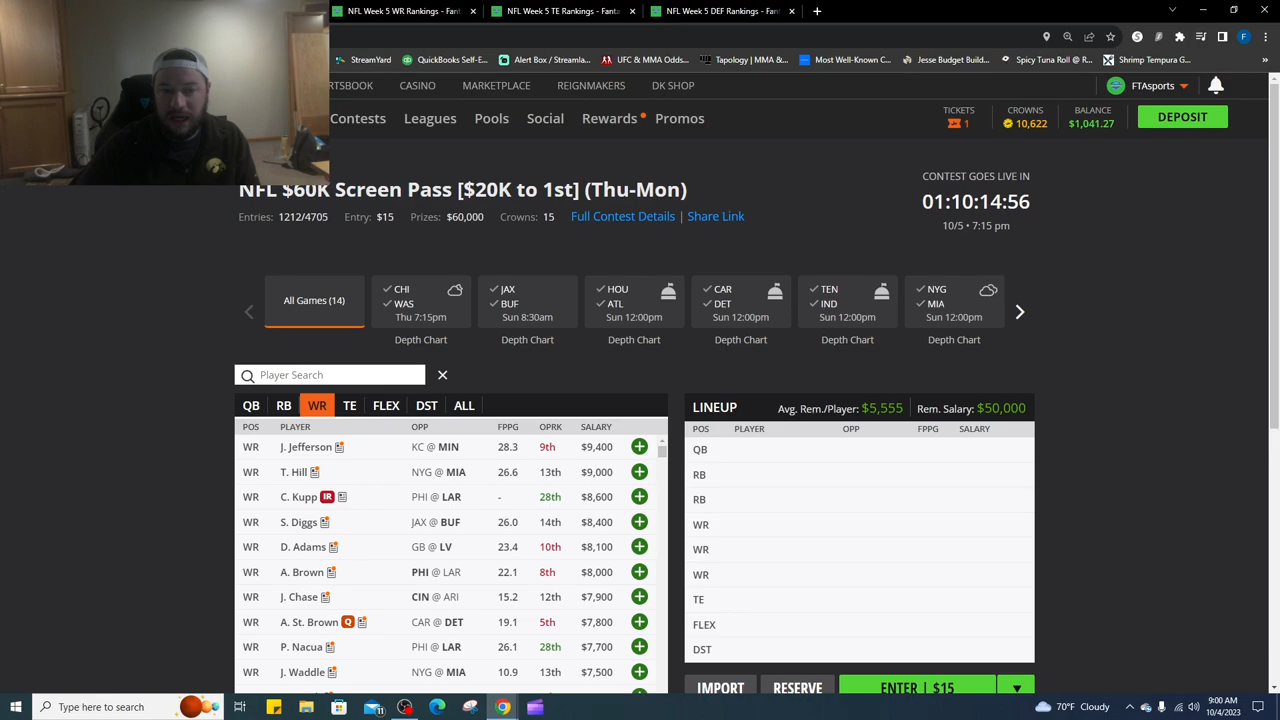 NFL Week 5 WR Rankings - Fant × NFL Week 5 TE Rankings - Fanta × NFL Week 5 DEF Rankings - Fant × +
StreamYard QuickBooks Self-E... Alert Box / Streamla... UFC & MMA Odds... Tapology | MMA &... Most Well-Known C... Jesse Budget Build... Spicy Tuna Roll @ R... Shrimp Tempura G...
RTSBOOK CASINO MARKETPLACE REIGNMAKERS DK SHOP FTAsports
Contests Leagues Pools Social Rewards Promos
TICKETS CROWNS BALANCE
1 10,622 $1,041.27
DEPOSIT
NFL $60K Screen Pass [$20K to 1st] (Thu-Mon)
Entries: 1212/4705 Entry: $15 Prizes: $60,000 Crowns: 15 Full Contest Details | Share Link
CONTEST GOES LIVE IN
01:10:14:56
10/5 • 7:15 pm
All Games (14)
CHI
WAS
Thu 7:15pm
Depth Chart
JAX
BUF
Sun 8:30am
Depth Chart
HOU
ATL
Sun 12:00pm
Depth Chart
CAR
DET
Sun 12:00pm
Depth Chart
TEN
IND
Sun 12:00pm
Depth Chart
NYG
MIA
Sun 12:00pm
Depth Chart
Player Search
QB RB WR TE FLEX DST ALL
POS PLAYER OPP FPPG OPRK SALARY
WR J. Jefferson KC @ MIN 28.3 9th $9,400
WR T. Hill NYG @ MIA 26.6 13th $9,000
WR C. Kupp IR PHI @ LAR - 28th $8,600
WR S. Diggs JAX @ BUF 26.0 14th $8,400
WR D. Adams GB @ LV 23.4 10th $8,100
WR A. Brown PHI @ LAR 22.1 8th $8,000
WR J. Chase CIN @ ARI 15.2 12th $7,900
WR A. St. Brown Q CAR @ DET 19.1 5th $7,800
WR P. Nacua PHI @ LAR 26.1 28th $7,700
WR J. Waddle NYG @ MIA 10.9 13th $7,500
LINEUP Avg. Rem./Player: $5,555 Rem. Salary: $50,000
POS PLAYER OPP FPPG SALARY
QB
RB
RB
WR
WR
WR
TE
FLEX
DST
IMPORT RESERVE ENTER | $15
Type here to search
70°F Cloudy
9:00 AM
10/4/2023